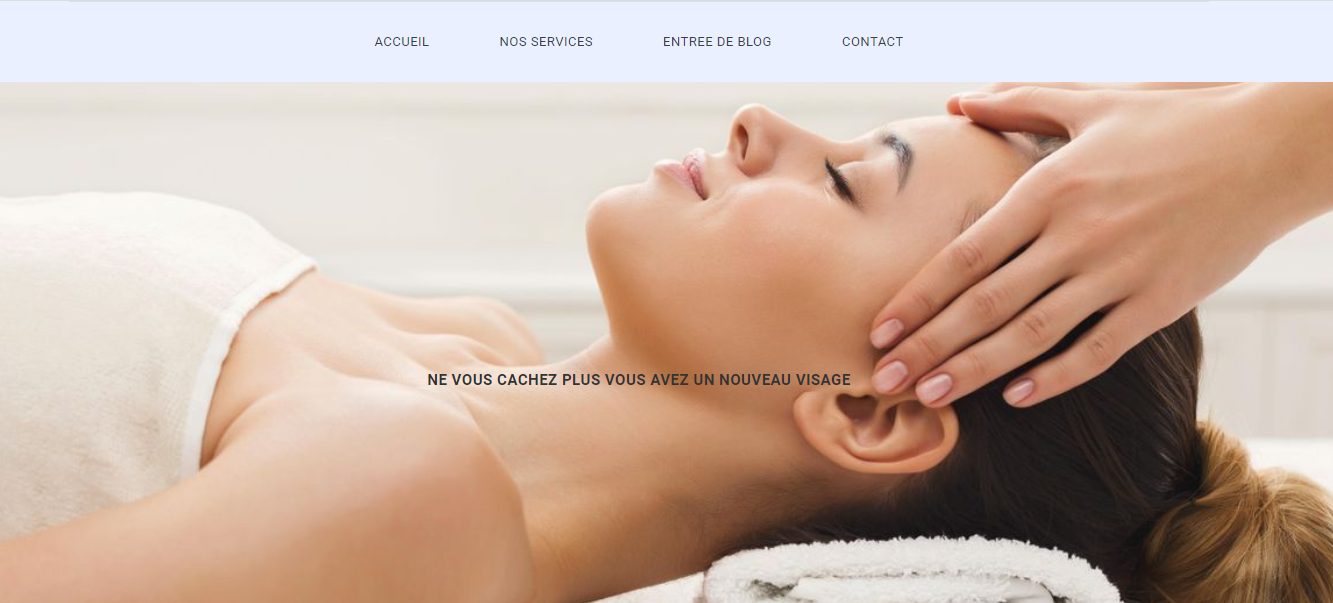 ACCUEIL NOS SERVICES ENTREE DE BLOG CONTACT
NE VOUS CACHEZ PLUS VOUS AVEZ UN NOUVEAU VISAGE